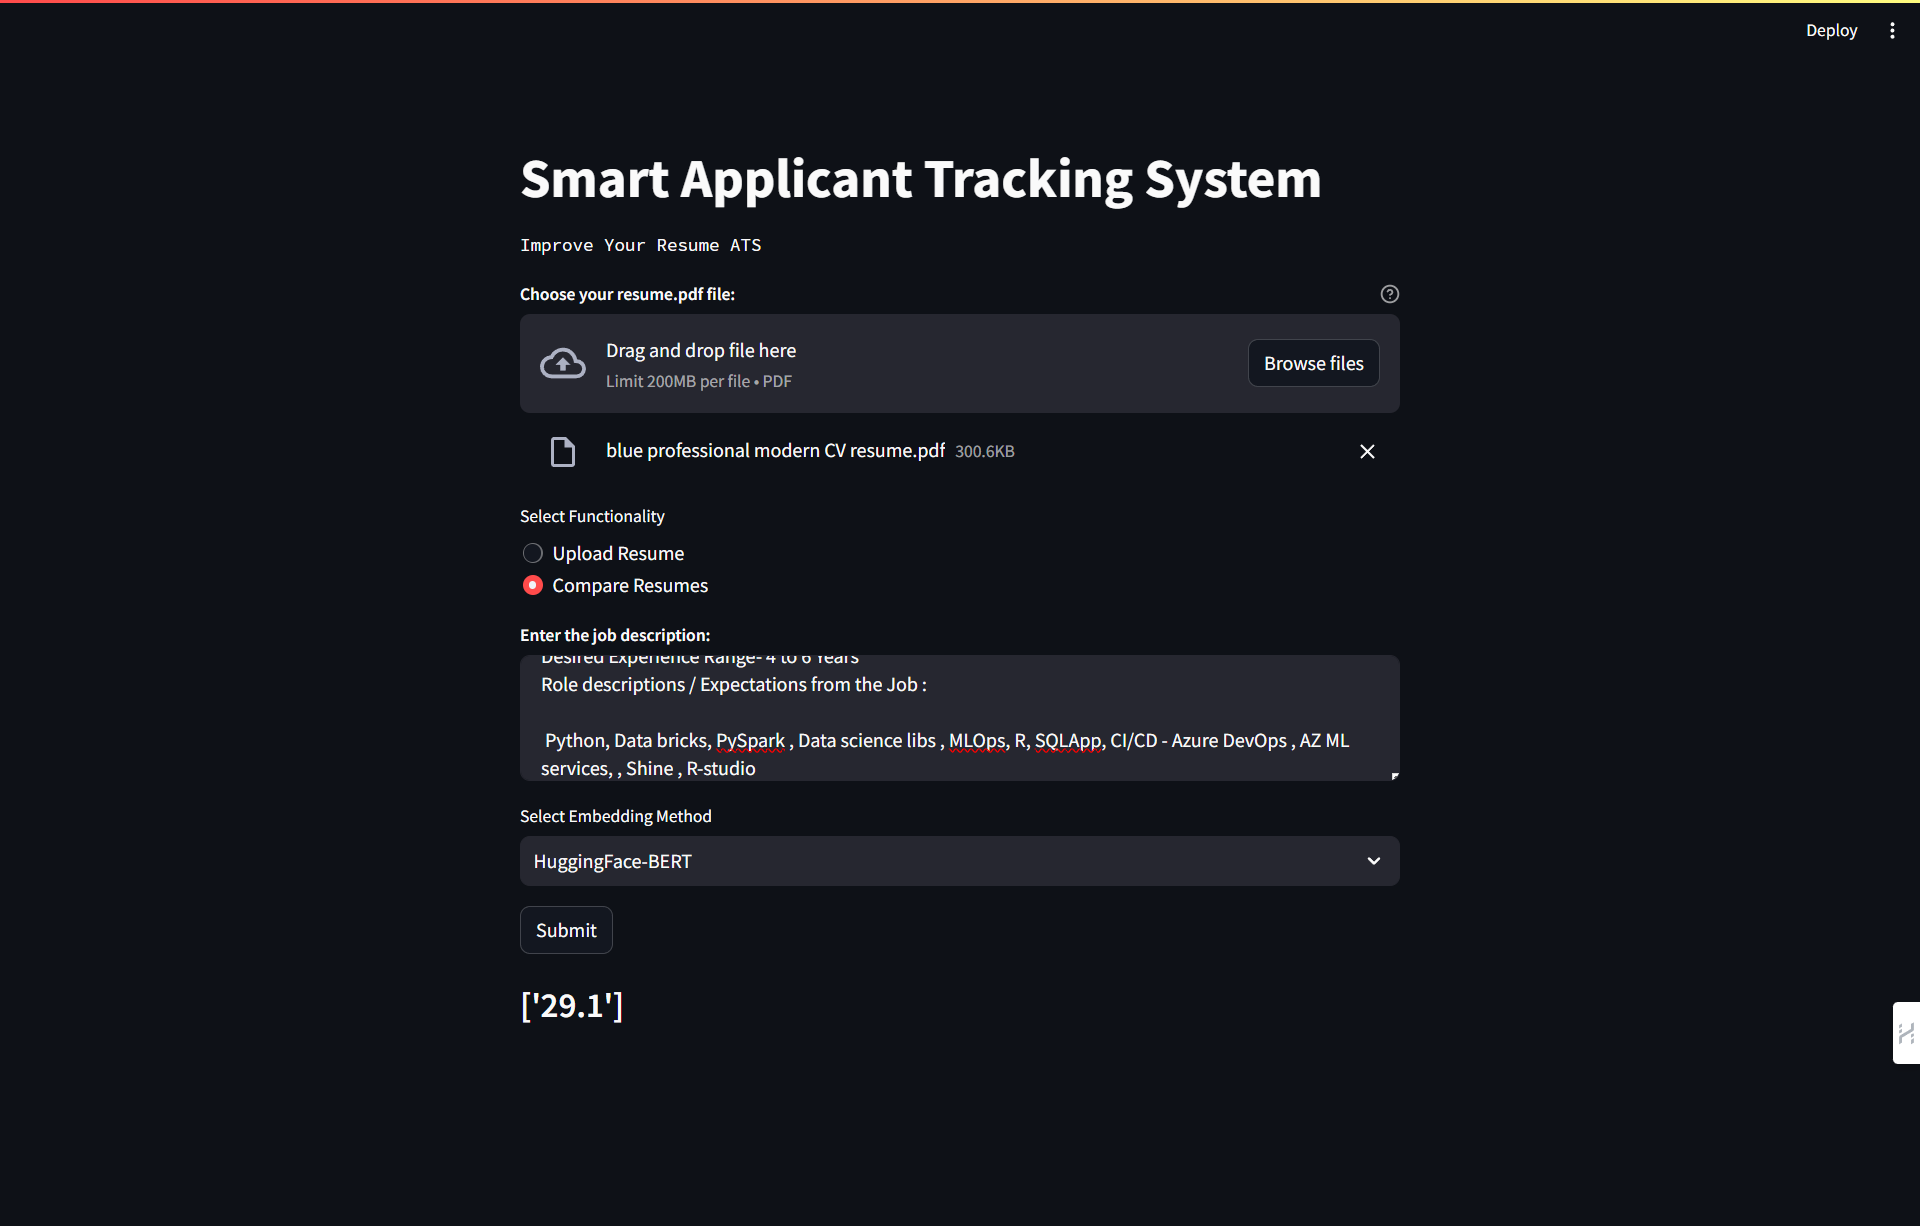 Deploy
Smart Applicant Tracking System
Improve Your Resume ATS
Choose your resume.pdf file:
Drag and drop file here
Limit 200MB per file • PDF
Browse files
blue professional modern CV resume.pdf 300.6KB
Select Functionality
Upload Resume
Compare Resumes
Enter the job description:
Desired Experience Range- 4 to 6 Years
Role descriptions / Expectations from the Job :
Python, Data bricks, PySpark , Data science libs , MLOps, R, SQLApp, CI/CD - Azure DevOps , AZ ML
services, , Shine , R-studio
Select Embedding Method
HuggingFace-BERT
Submit
['29.1']